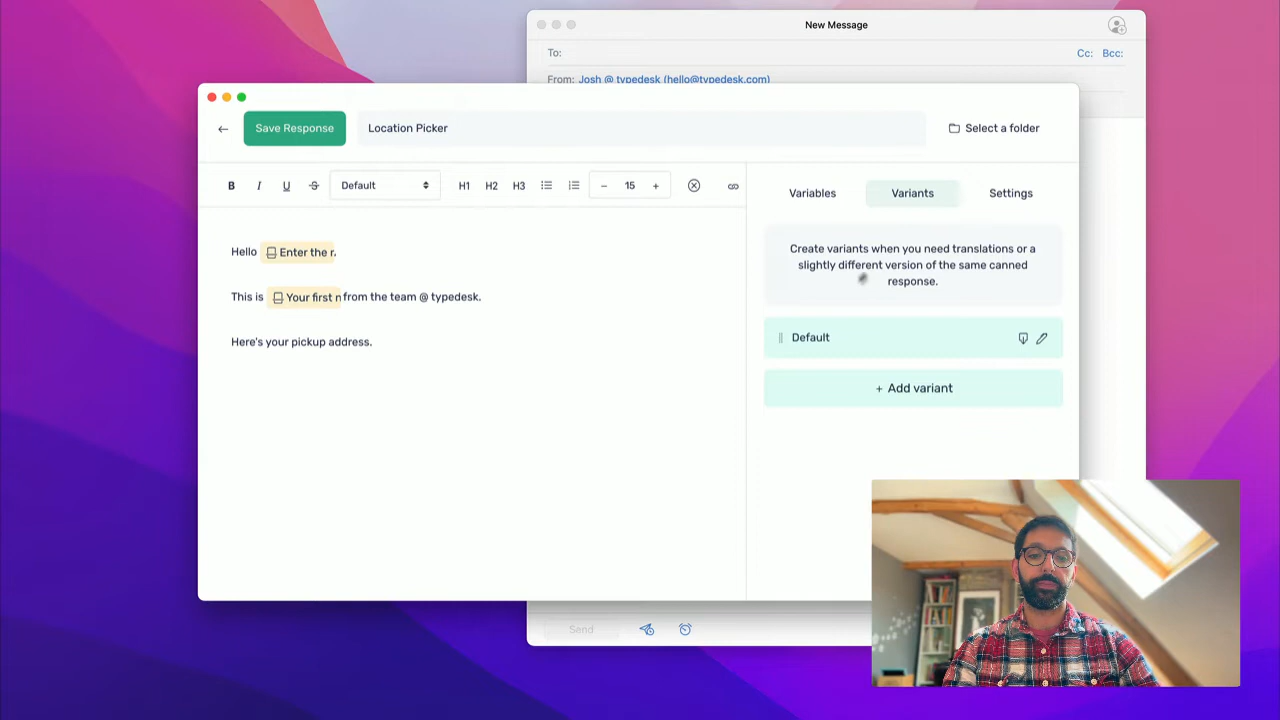 New Message
To:
Cc: Bcc:
From: Josh @ typedesk (hello@typedesk.com)
Save Response
Location Picker
Select a folder
B I U S Default H1 H2 H3 - 15 +
Variables Variants Settings
Hello Enter the r.
This is Your first n from the team @ typedesk.
Here's your pickup address.
Create variants when you need translations or a
slightly different version of the same canned
response.
Default
+ Add variant
Send